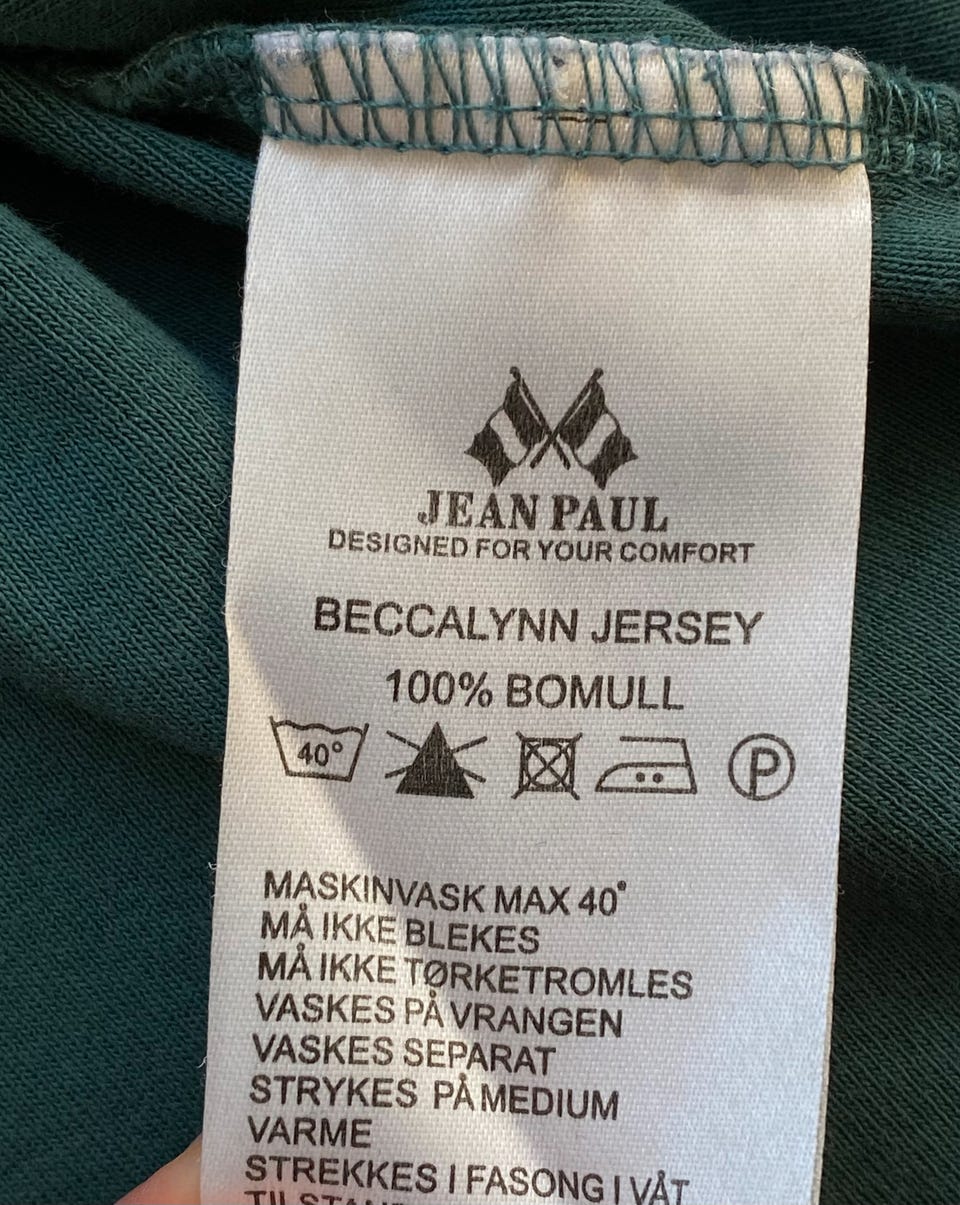 JEAN PAUL
DESIGNED FOR YOUR COMFORT
BECCALYNN JERSEY
100% BOMULL
40° P
MASKINVASK MAX 40°
MÅ IKKE BLEKES
MÅ IKKE TØRKETROMLES
VASKES PÅ VRANGEN
VASKES SEPARAT
STRYKES PÅ MEDIUM
VARME
STREKKES I FASONG I VÅT